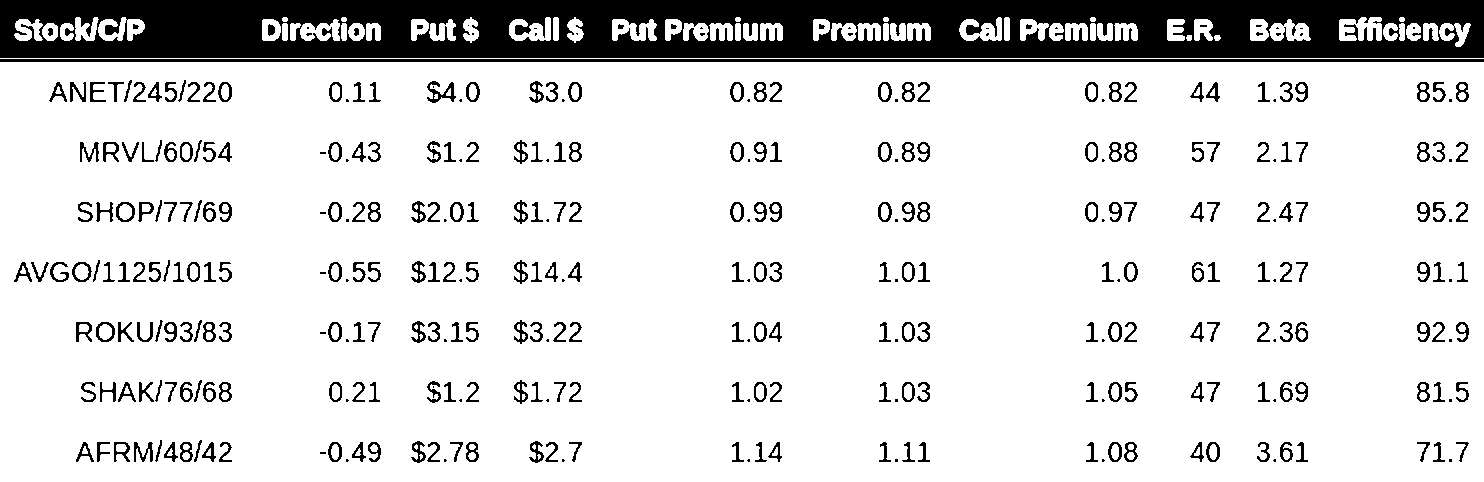 Stock/C/P Direction Put $ Call $ Put Premium Premium Call Premium E.R. Beta Efficiency
ANET/245/220 0.11 $4.0 $3.0 0.82 0.82 0.82 44 1.39 85.8
MRVL/60/54 -0.43 $1.2 $1.18 0.91 0.89 0.88 57 2.17 83.2
SHOP/77/69 -0.28 $2.01 $1.72 0.99 0.98 0.97 47 2.47 95.2
AVGO/1125/1015 -0.55 $12.5 $14.4 1.03 1.01 1.0 61 1.27 91.1
ROKU/93/83 -0.17 $3.15 $3.22 1.04 1.03 1.02 47 2.36 92.9
SHAK/76/68 0.21 $1.2 $1.72 1.02 1.03 1.05 47 1.69 81.5
AFRM/48/42 -0.49 $2.78 $2.7 1.14 1.11 1.08 40 3.61 71.7